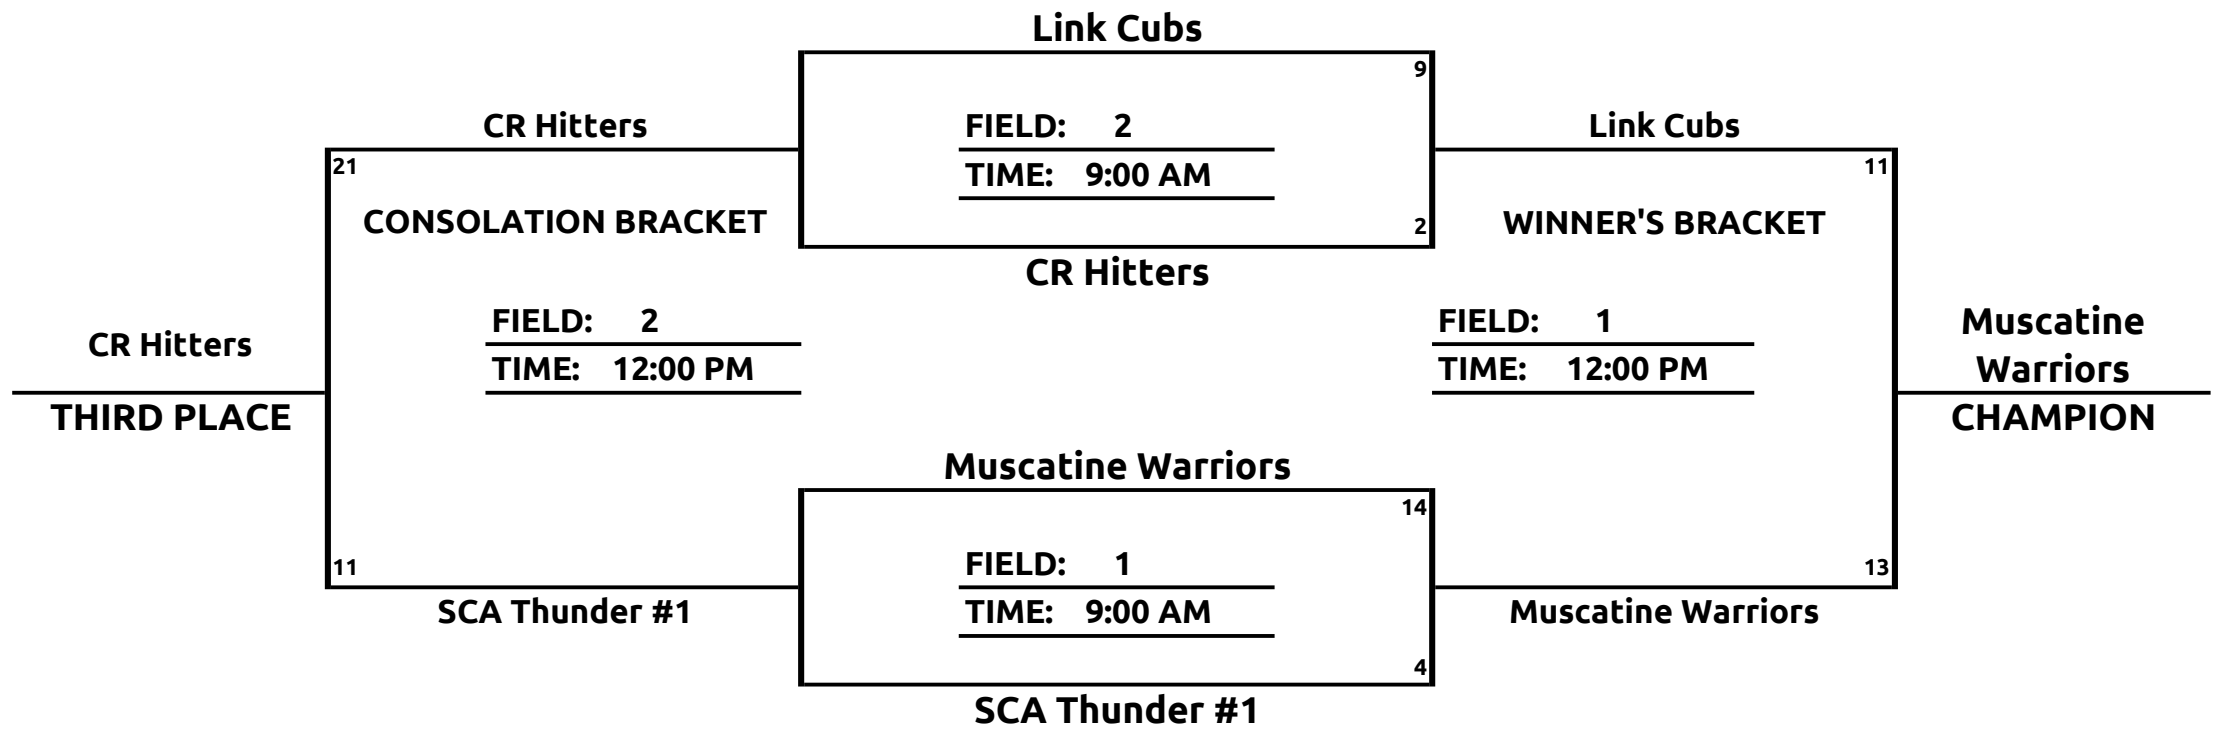 Link Cubs
9
CR Hitters
FIELD: 2
Link Cubs
21
TIME: 9:00 AM
11
CONSOLATION BRACKET
2
WINNER'S BRACKET
CR Hitters
CR Hitters
FIELD: 2
FIELD: 1
Muscatine
Warriors
TIME: 12:00 PM
TIME: 12:00 PM
THIRD PLACE
CHAMPION
Muscatine Warriors
14
11
FIELD: 1
13
SCA Thunder #1
TIME: 9:00 AM
Muscatine Warriors
4
SCA Thunder #1